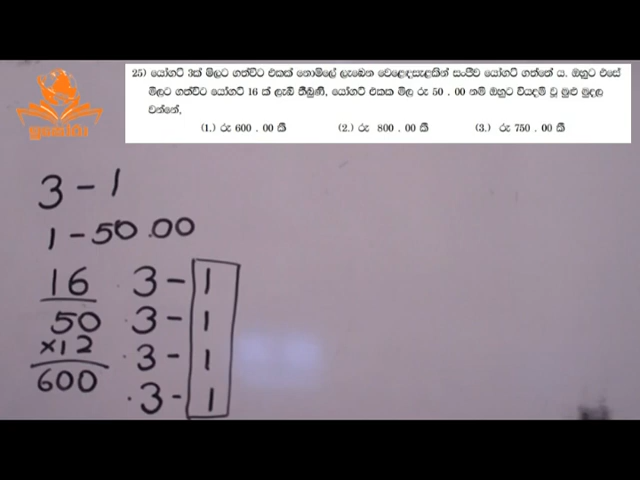 25) යෝගට් 3ක් මිලට ගත්විට එකක් නොමිලේ ලැබෙන වෙළෙඳසැළකින් සංජීව යෝගට් ගත්තේ ය. ඔහුට එසේ
මිලට ගත්විට යෝගට් 16 ක් ලැබී තිබුණි, යෝගට් එකක මිල රු 50 . 00 නම් ඔහුට වියදම් වූ මුළු මුදල
වන්නේ,
(1.) රු 600 . 00 කි (2.) රු 800 . 00 කි (3.) රු 750 . 00 කි
3 - 1
1 - 50.00
16 3 - 1
50 3 - 1
×12 3 - 1
600 3 - 1